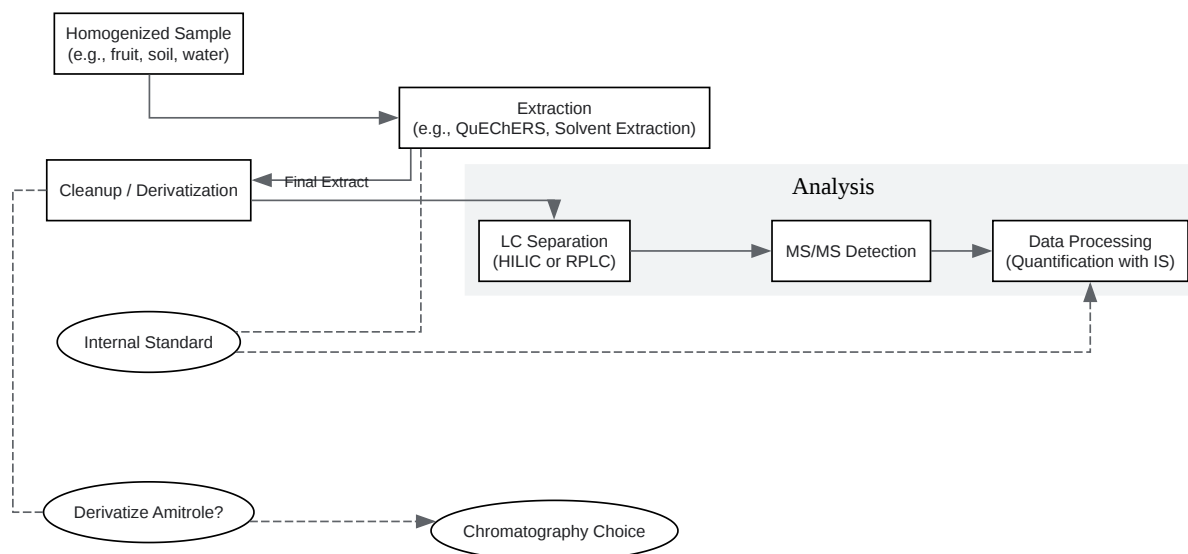 Homogenized Sample
(e.g., fruit, soil, water)
Extraction
(e.g., QuEChERS, Solvent Extraction)
Cleanup / Derivatization
Final Extract
Analysis
LC Separation
(HILIC or RPLC)
MS/MS Detection
Data Processing
(Quantification with IS)
Internal Standard
Derivatize Amitrole?
Chromatography Choice